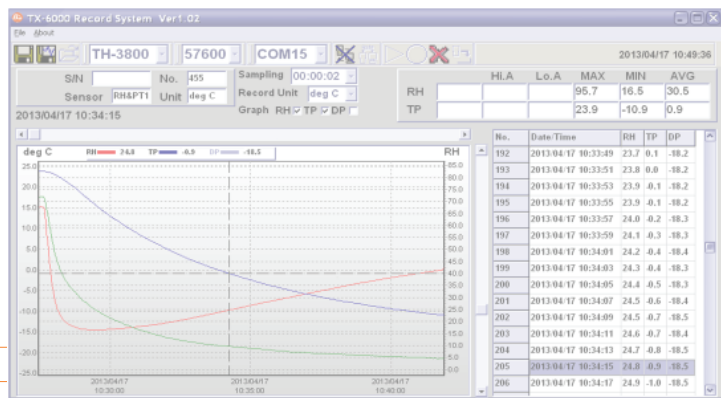 TX-6000 Record System Ver1.02
File About
TH-3800 57600 COM15 2013/04/17 10:49:36
S/N No. 455 Sampling 00:00:02
Sensor RH&PT1 Unit deg C Record Unit deg C
2013/04/17 10:34:15 Graph RH TP DP
Hi.A Lo.A MAX MIN AVG
RH 95.7 16.5 30.5
TP 23.9 -10.9 0.9
deg C RH 24.8 TP -0.9 DP -18.5 RH
25.0 85.0
20.0 80.0
75.0
15.0 70.0
65.0
10.0 60.0
5.0 55.0
50.0
0.0 45.0
40.0
-5.0 35.0
30.0
-10.0 25.0
-15.0 20.0
15.0
-20.0 10.0
5.0
-25.0 0.0
2013/04/17 2013/04/17 2013/04/17
10:30:00 10:35:00 10:40:00
No. Date/Time RH TP DP
192 2013/04/17 10:33:49 23.7 0.1 -18.2
193 2013/04/17 10:33:51 23.8 0.0 -18.2
194 2013/04/17 10:33:53 23.9 -0.1 -18.2
195 2013/04/17 10:33:55 23.9 -0.1 -18.2
196 2013/04/17 10:33:57 24.0 -0.2 -18.3
197 2013/04/17 10:33:59 24.1 -0.3 -18.3
198 2013/04/17 10:34:01 24.2 -0.4 -18.4
199 2013/04/17 10:34:03 24.3 -0.4 -18.3
200 2013/04/17 10:34:05 24.4 -0.5 -18.3
201 2013/04/17 10:34:07 24.5 -0.6 -18.4
202 2013/04/17 10:34:09 24.5 -0.7 -18.5
203 2013/04/17 10:34:11 24.6 -0.7 -18.4
204 2013/04/17 10:34:13 24.7 -0.8 -18.5
205 2013/04/17 10:34:15 24.8 -0.9 -18.5
206 2013/04/17 10:34:17 24.9 -1.0 -18.5